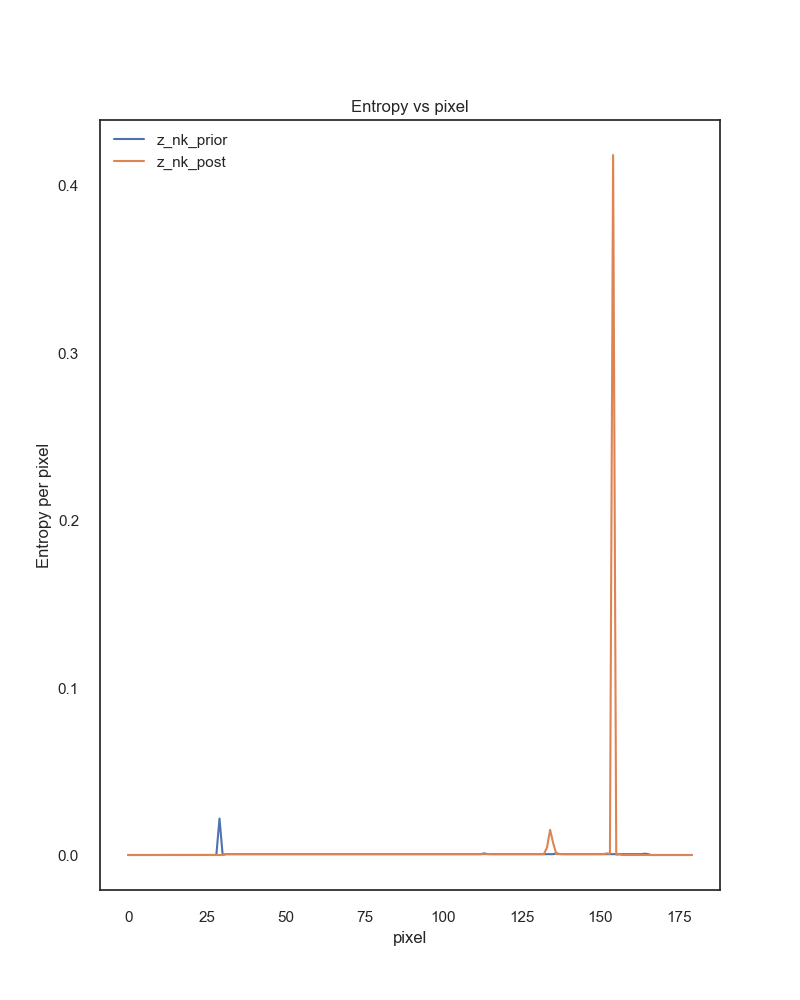 Entropy vs pixel
z_nk_prior
z_nk_post
Entropy per pixel
0.4
0.3
0.2
0.1
0.0
0 25 50 75 100 125 150 175
pixel